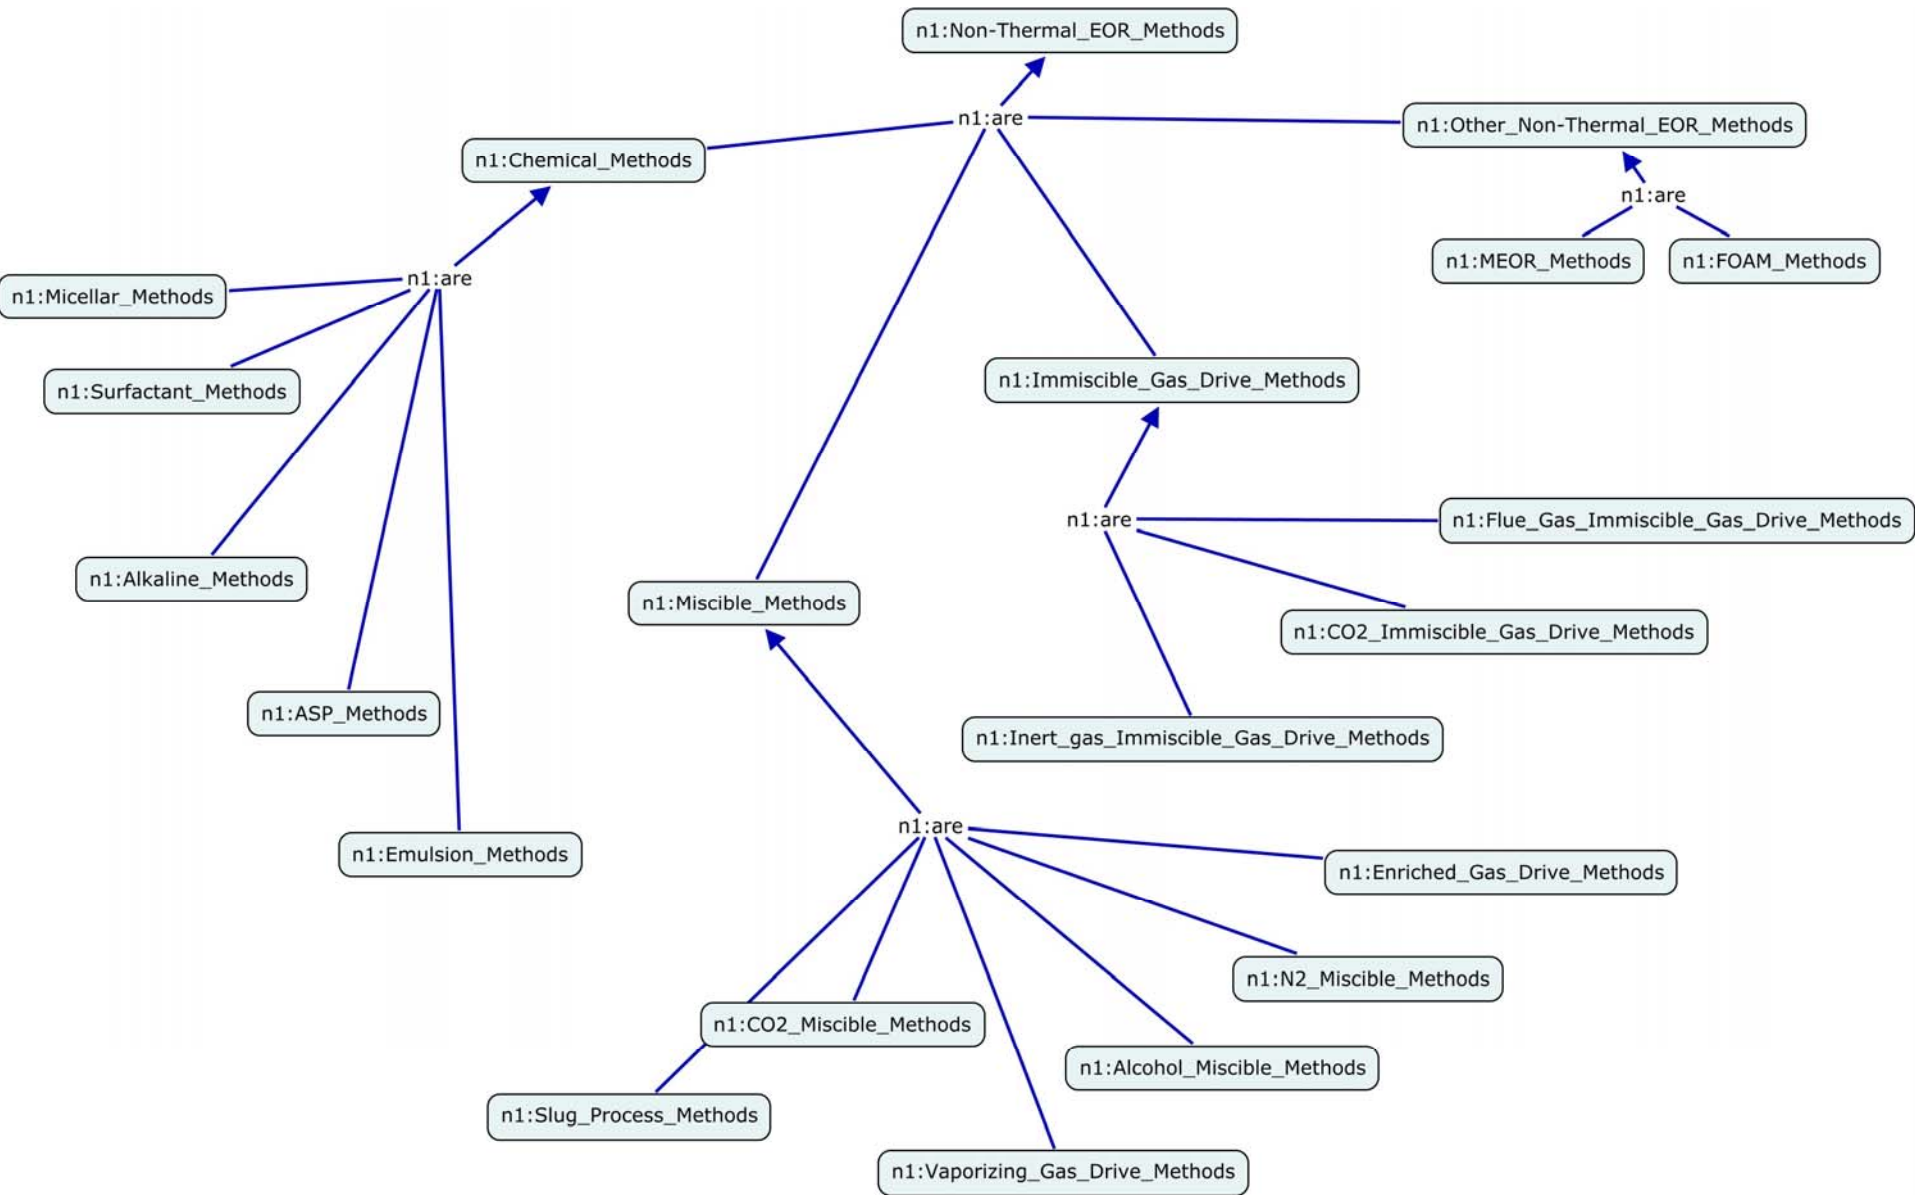 n1:Non-Thermal_EOR_Methods
n1:are
n1:Other_Non-Thermal_EOR_Methods
n1:Chemical_Methods
n1:are
n1:MEOR_Methods
n1:FOAM_Methods
n1:are
n1:Micellar_Methods
n1:Surfactant_Methods
n1:Immiscible_Gas_Drive_Methods
n1:are
n1:Flue_Gas_Immiscible_Gas_Drive_Methods
n1:Alkaline_Methods
n1:Miscible_Methods
n1:CO2_Immiscible_Gas_Drive_Methods
n1:ASP_Methods
n1:Inert_gas_Immiscible_Gas_Drive_Methods
n1:are
n1:Emulsion_Methods
n1:Enriched_Gas_Drive_Methods
n1:N2_Miscible_Methods
n1:CO2_Miscible_Methods
n1:Alcohol_Miscible_Methods
n1:Slug_Process_Methods
n1:Vaporizing_Gas_Drive_Methods